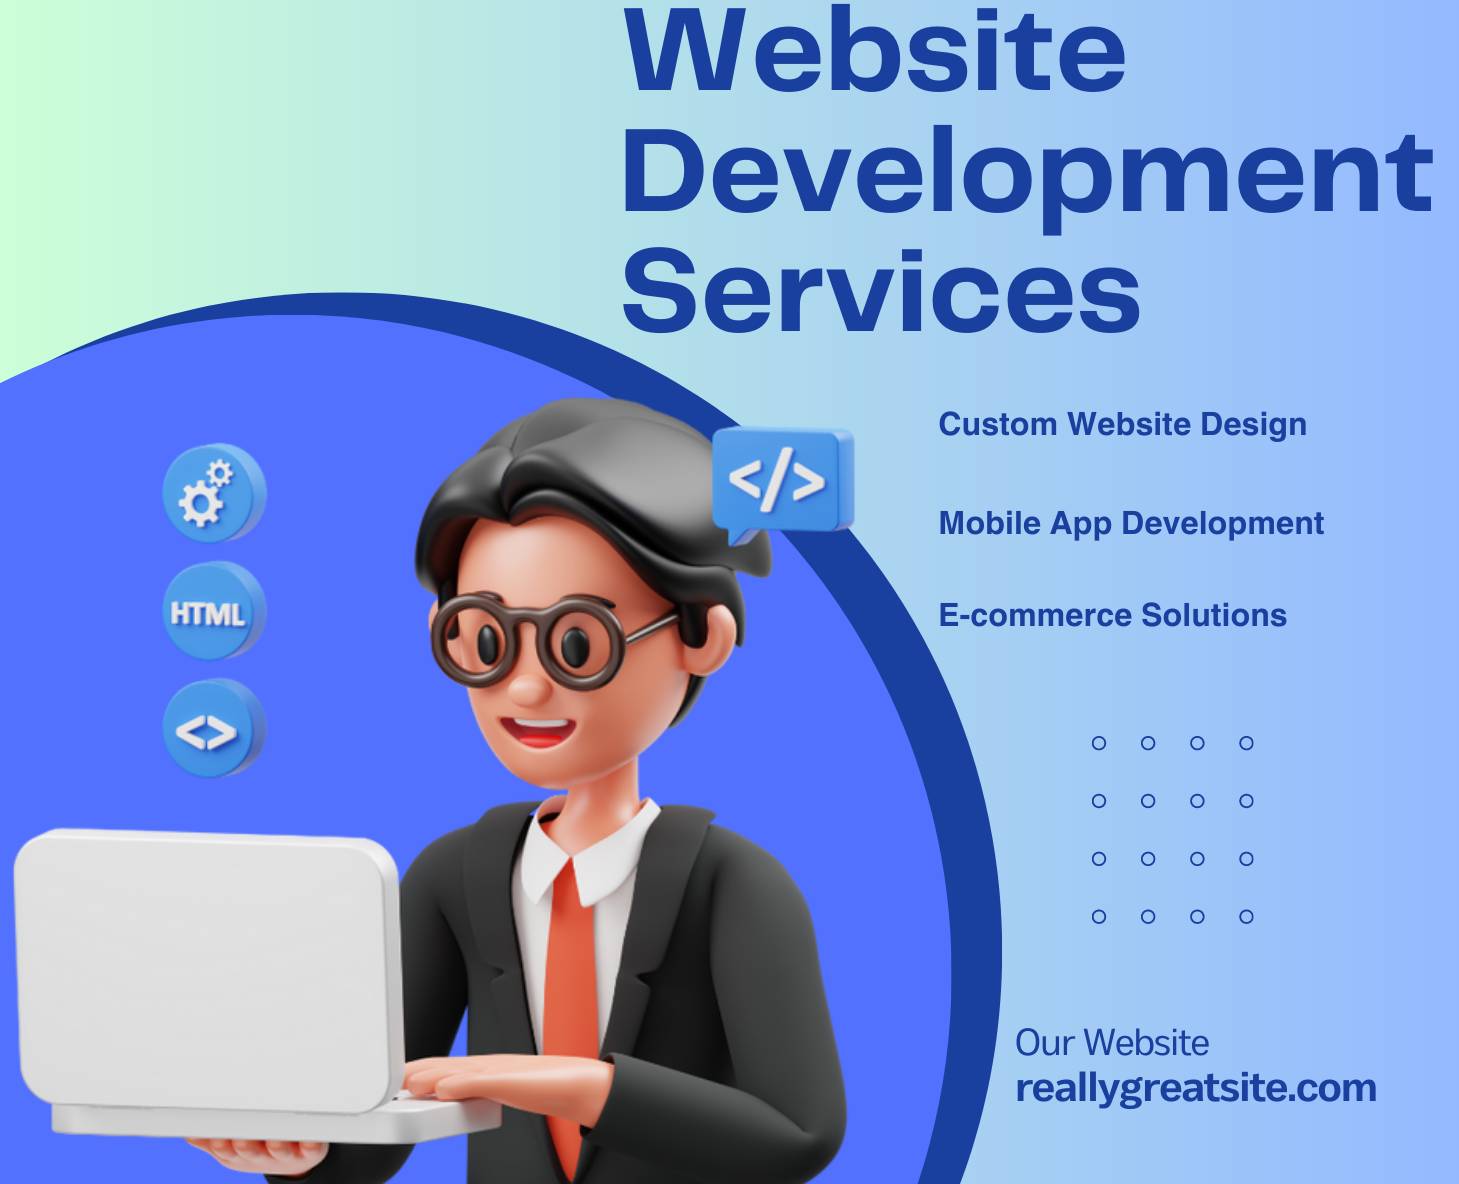 Website
Development
Services
Custom Website Design
Mobile App Development
E-commerce Solutions
</>
HTML
<>
Our Website
reallygreatsite.com